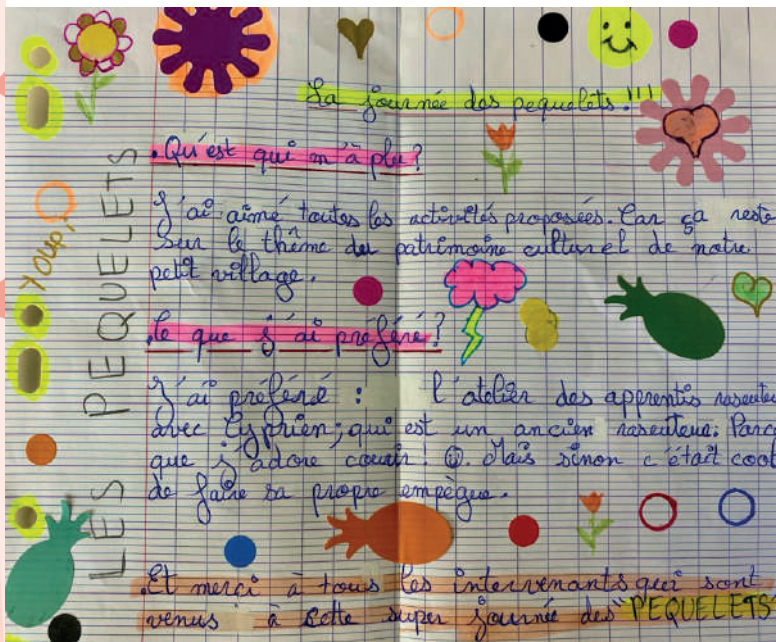 La journée des pequelets!!!
.Qu'est qui m'à plu?
J'ai aimé toutes les activités proposées. Car ça reste
Sur le thème du patrimoine culturel de notre
petit village.
.Ce que j'ai préféré?
J'ai préféré : l'atelier des apprentis raseteu
avec Cyprien; qui est un ancien raseuteur. Parce
que j'adore courir! ☺. Mais sinon c'était cool
de faire sa propre empègue.
.Et merçi à tous les intervenants qui sont
venus à cette super journée des "PEQUELETS"
LES PEQUELETS
YOUPI